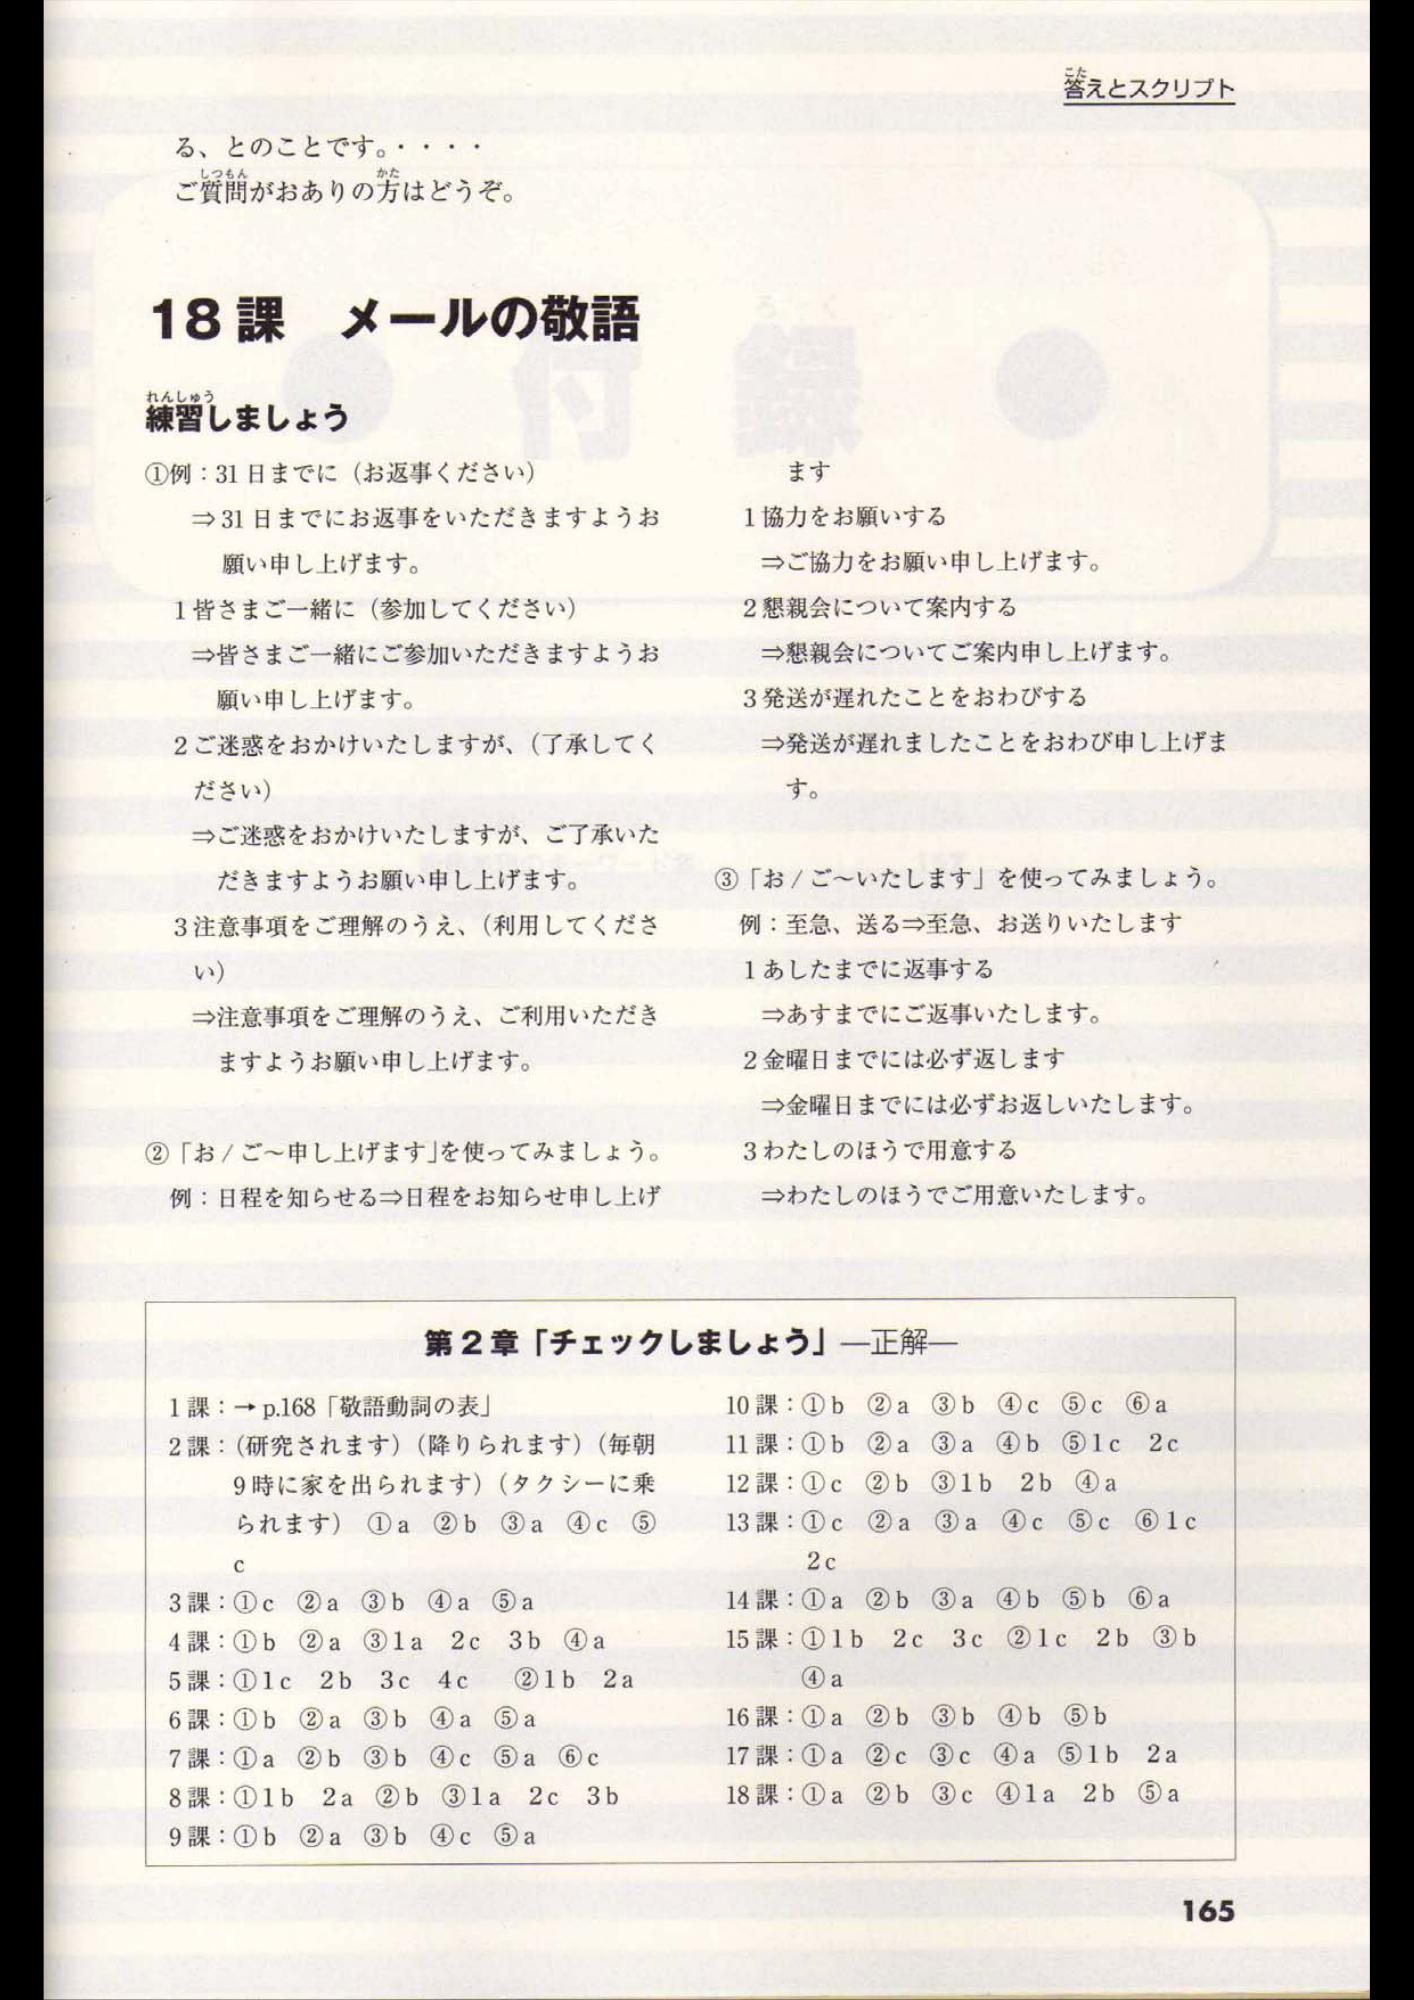 答えとスクリプト
る、とのことです。・・・・
ご質問がおありの方はどうぞ。
18課 メールの敬語
練習しましょう
①例：31日までに（お返事ください）
⇒31日までにお返事をいただきますようお
願い申し上げます。
1皆さまご一緒に（参加してください）
⇒皆さまご一緒にご参加いただきますようお
願い申し上げます。
2ご迷惑をおかけいたしますが、（了承してく
ださい）
⇒ご迷惑をおかけいたしますが、ご了承いた
だきますようお願い申し上げます。
3注意事項をご理解のうえ、（利用してくださ
い）
⇒注意事項をご理解のうえ、ご利用いただき
ますようお願い申し上げます。
②「お/ご〜申し上げます」を使ってみましょう。
例：日程を知らせる⇒日程をお知らせ申し上げ
ます
1協力をお願いする
⇒ご協力をお願い申し上げます。
2懇親会について案内する
⇒懇親会についてご案内申し上げます。
3発送が遅れたことをおわびする
⇒発送が遅れましたことをおわび申し上げま
す。
③「お/ご〜いたします」を使ってみましょう。
例：至急、送る⇒至急、お送りいたします
1あしたまでに返事する
⇒あすまでにご返事いたします。
2金曜日までには必ず返します
⇒金曜日までには必ずお返しいたします。
3わたしのほうで用意する
⇒わたしのほうでご用意いたします。
第2章「チェックしましょう」―正解―
1課：→ p.168「敬語動詞の表」
2課：（研究されます）（降りられます）（毎朝
9時に家を出られます）（タクシーに乗
られます） ①a ②b ③a ④c ⑤
c
3課：①c ②a ③b ④a ⑤a
4課：①b ②a ③1a 2c 3b ④a
5課：①1c 2b 3c 4c ②1b 2a
6課：①b ②a ③b ④a ⑤a
7課：①a ②b ③b ④c ⑤a ⑥c
8課：①1b 2a ②b ③1a 2c 3b
9課：①b ②a ③b ④c ⑤a
10課：①b ②a ③b ④c ⑤c ⑥a
11課：①b ②a ③a ④b ⑤1c 2c
12課：①c ②b ③1b 2b ④a
13課：①c ②a ③a ④c ⑤c ⑥1c
2c
14課：①a ②b ③a ④b ⑤b ⑥a
15課：①1b 2c 3c ②1c 2b ③b
④a
16課：①a ②b ③b ④b ⑤b
17課：①a ②c ③c ④a ⑤1b 2a
18課：①a ②b ③c ④1a 2b ⑤a
165